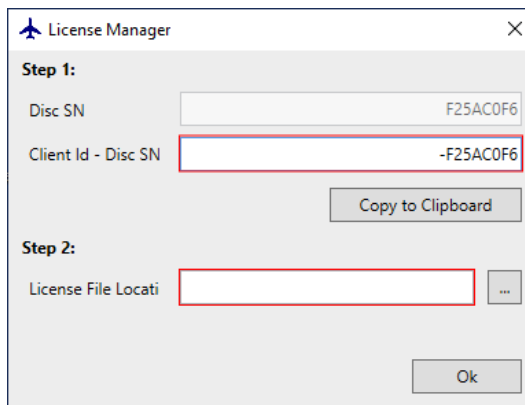 License Manager
Step 1:
Disc SN F25AC0F6
Client Id - Disc SN -F25AC0F6
Copy to Clipboard
Step 2:
License File Locati ...
Ok